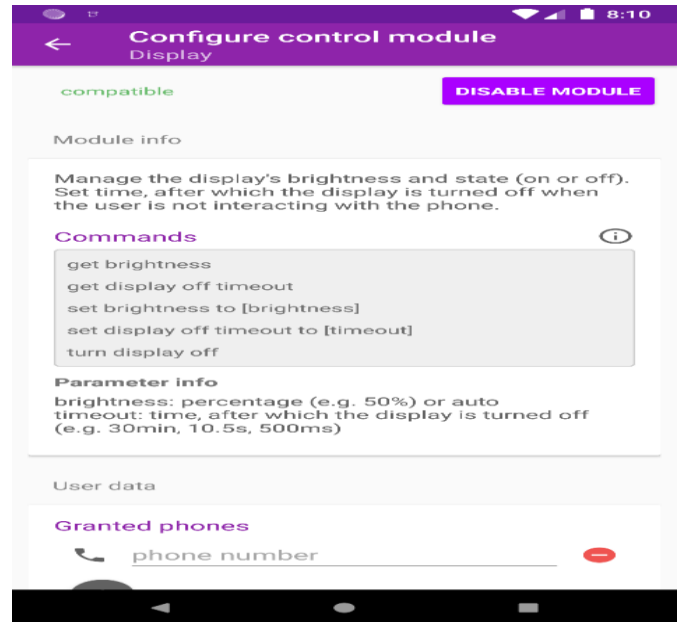 8:10
Configure control module
Display
compatible
DISABLE MODULE
Module info
Manage the display's brightness and state (on or off).
Set time, after which the display is turned off when
the user is not interacting with the phone.
Commands
get brightness
get display off timeout
set brightness to [brightness]
set display off timeout to [timeout]
turn display off
Parameter info
brightness: percentage (e.g. 50%) or auto
timeout: time, after which the display is turned off
(e.g. 30min, 10.5s, 500ms)
User data
Granted phones
phone number